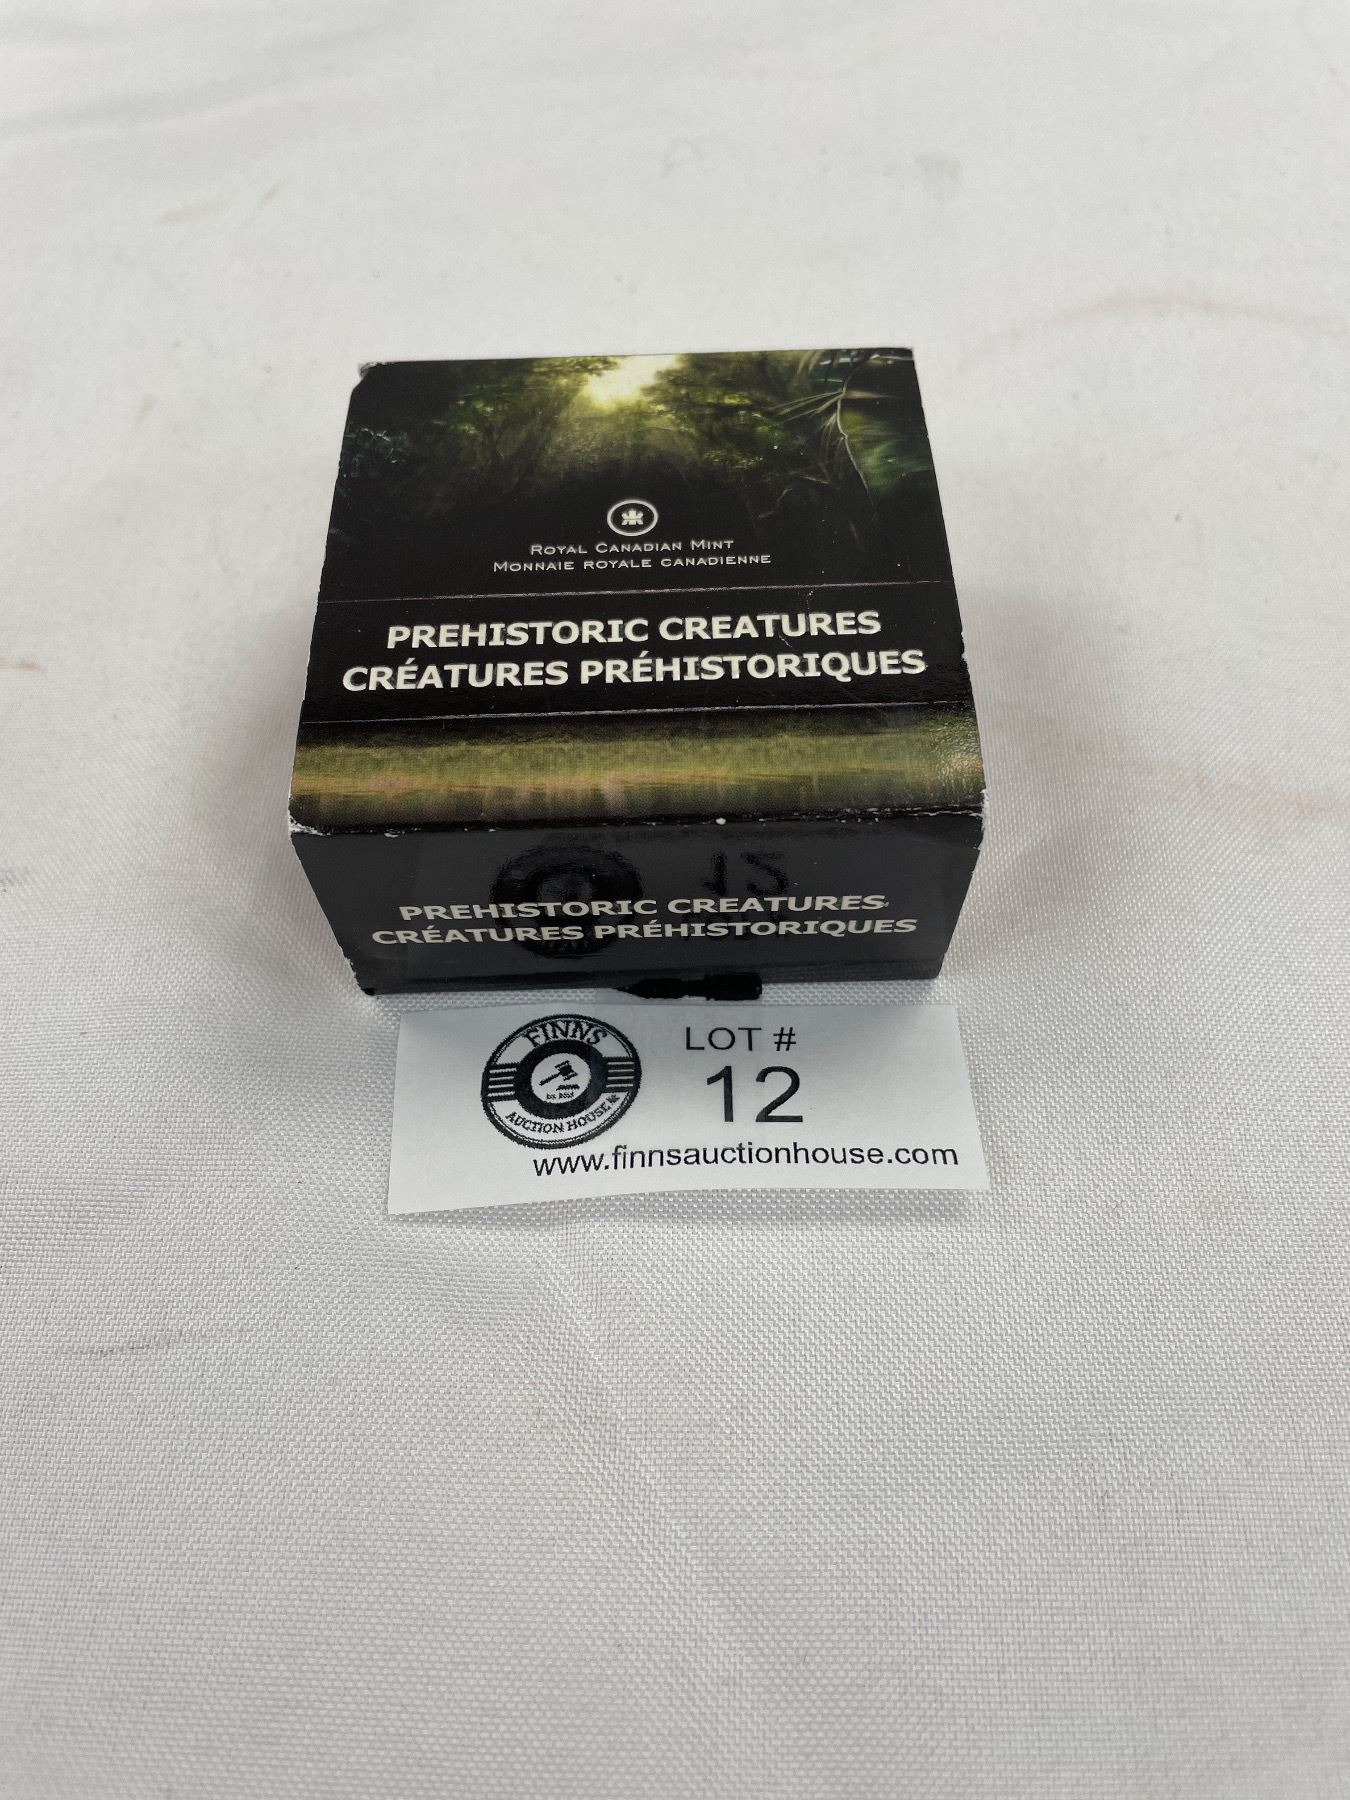 ROYAL CANADIAN MINT
MONNAIE ROYALE CANADIENNE
PREHISTORIC CREATURES
CRÉATURES PRÉHISTORIQUES
PREHISTORIC CREATURES
CRÉATURES PRÉHISTORIQUES
FINNS
AUCTION HOUSE
LOT #
12
www.finnsauctionhouse.com